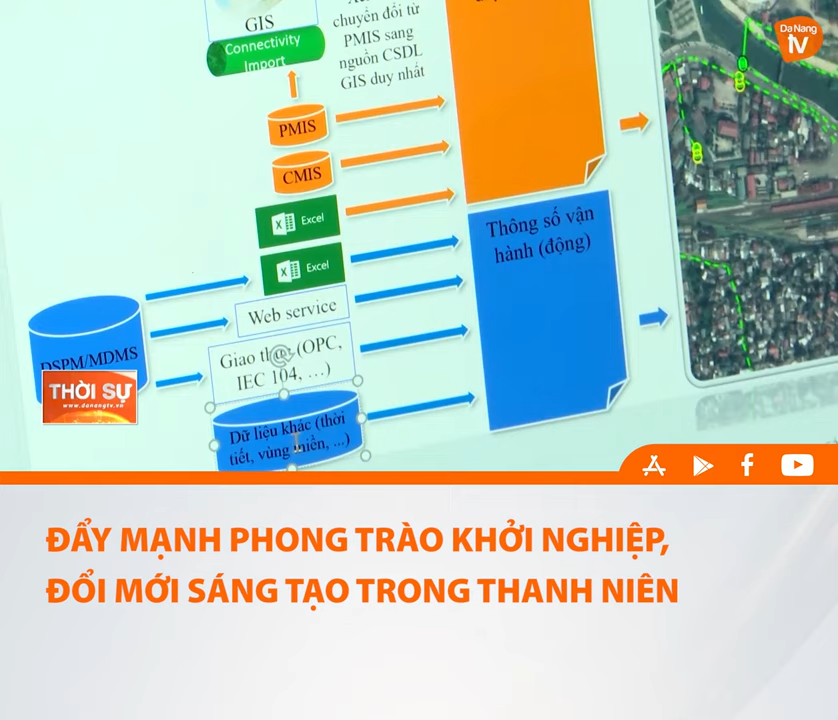 Da Nang
tv
GIS
Connectivity
Import
chuyển đổi từ
PMIS sang
nguồn CSDL
GIS duy nhất
PMIS
CMIS
Excel
Excel
Web service
Thông số vận
hành (động)
DSPM/MDMS
(OPC,
IEC 104, ...)
Dữ liệu khác (thời
tiết, vùng miền, ...)
THỜI SỰ
www.danangtv.vn
ĐẨY MẠNH PHONG TRÀO KHỞI NGHIỆP,
ĐỔI MỚI SÁNG TẠO TRONG THANH NIÊN